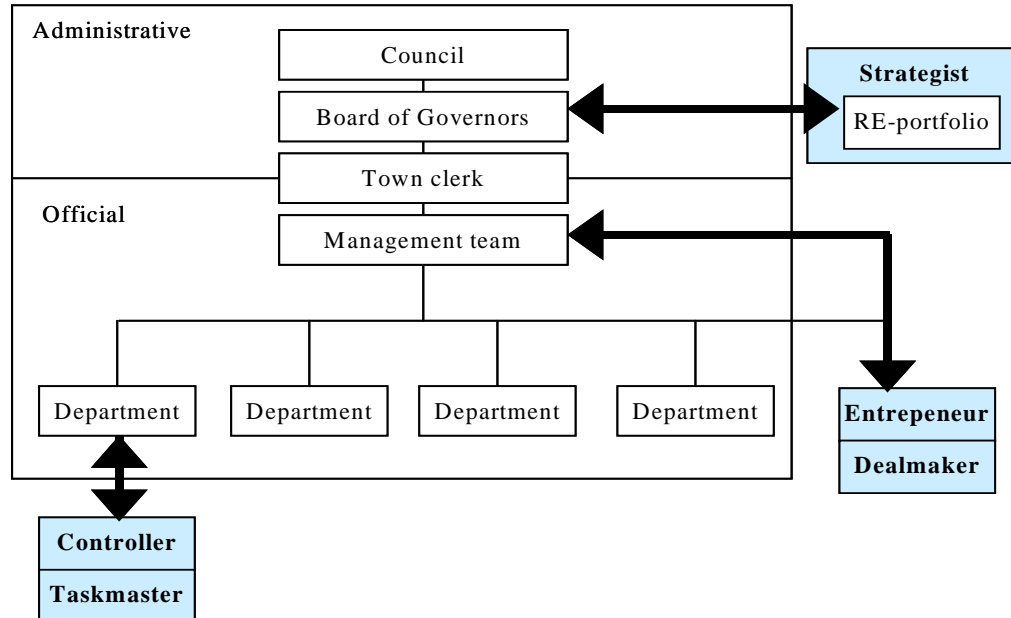 Administrative
Council
Strategist
Board of Governors
RE-portfolio
Town clerk
Official
Management team
Department
Department
Department
Department
Entrepeneur
Dealmaker
Controller
Taskmaster